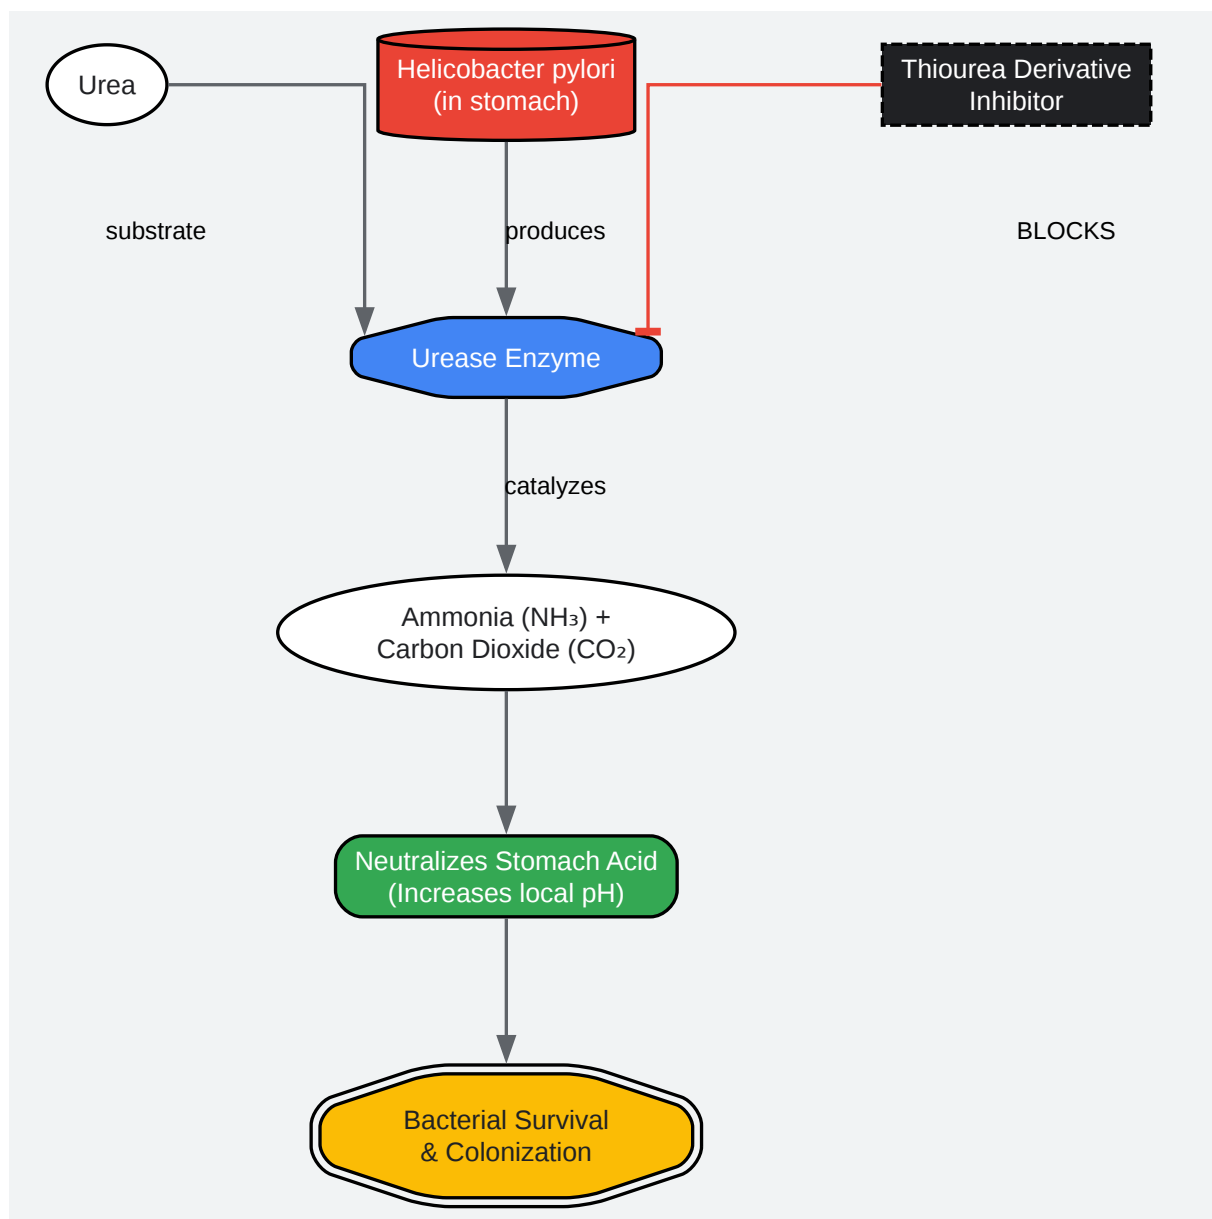 Urea
Helicobacter pylori
(in stomach)
Thiourea Derivative
Inhibitor
substrate
produces
BLOCKS
Urease Enzyme
catalyzes
Ammonia (NH₃) +
Carbon Dioxide (CO₂)
Neutralizes Stomach Acid
(Increases local pH)
Bacterial Survival
& Colonization